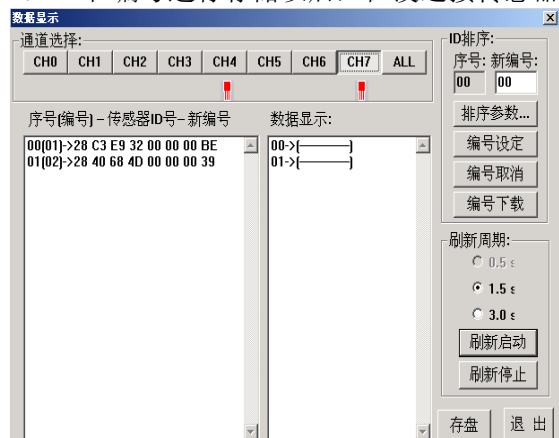 数据显示
通道选择:
CH0 CH1 CH2 CH3 CH4 CH5 CH6 CH7 ALL
序号(编号)－传感器ID号－新编号
00(01)->28 C3 E9 32 00 00 00 BE
01(02)->28 40 68 4D 00 00 00 39
数据显示:
00->(———)
01->(———)
ID排序:
序号: 新编号:
00 00
排序参数...
编号设定
编号取消
编号下载
刷新周期:
0.5 s
1.5 s
3.0 s
刷新启动
刷新停止
存盘 退 出